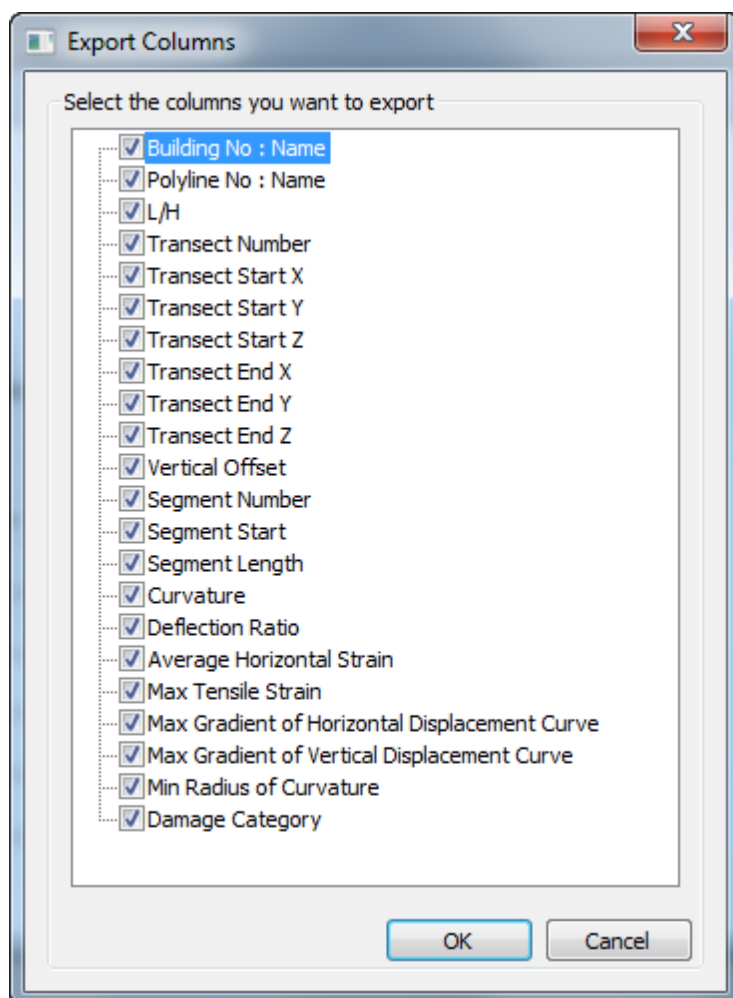 Export Columns
Select the columns you want to export
Building No : Name
Polyline No : Name
L/H
Transect Number
Transect Start X
Transect Start Y
Transect Start Z
Transect End X
Transect End Y
Transect End Z
Vertical Offset
Segment Number
Segment Start
Segment Length
Curvature
Deflection Ratio
Average Horizontal Strain
Max Tensile Strain
Max Gradient of Horizontal Displacement Curve
Max Gradient of Vertical Displacement Curve
Min Radius of Curvature
Damage Category
OK Cancel